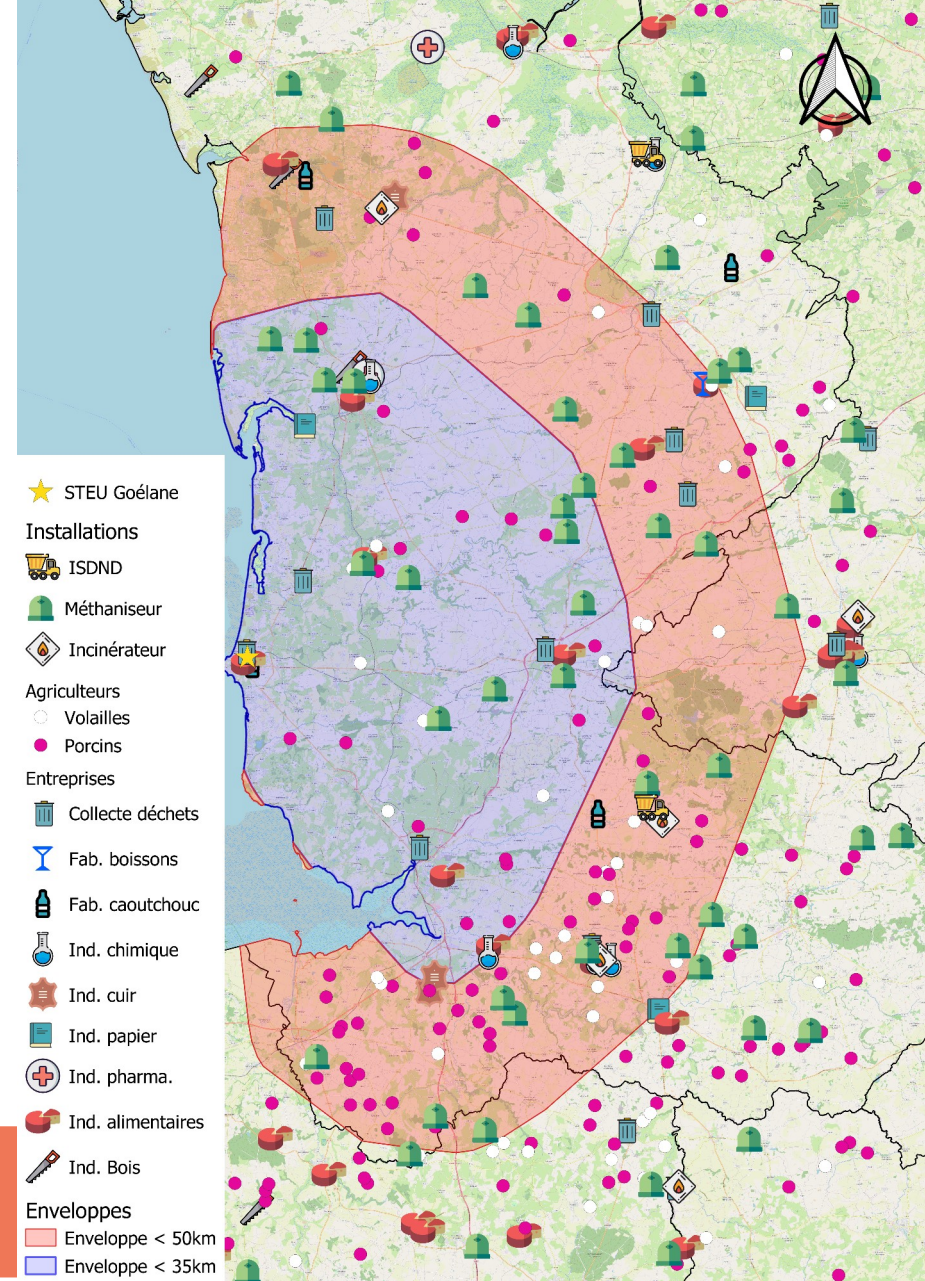 STEU Goélane
Installations
ISDND
Méthaniseur
Incinérateur
Agriculteurs
Volailles
Porcins
Entreprises
Collecte déchets
Fab. boissons
Fab. caoutchouc
Ind. chimique
Ind. cuir
Ind. papier
Ind. pharma.
Ind. alimentaires
Ind. Bois
Enveloppes
Enveloppe < 50km
Enveloppe < 35km